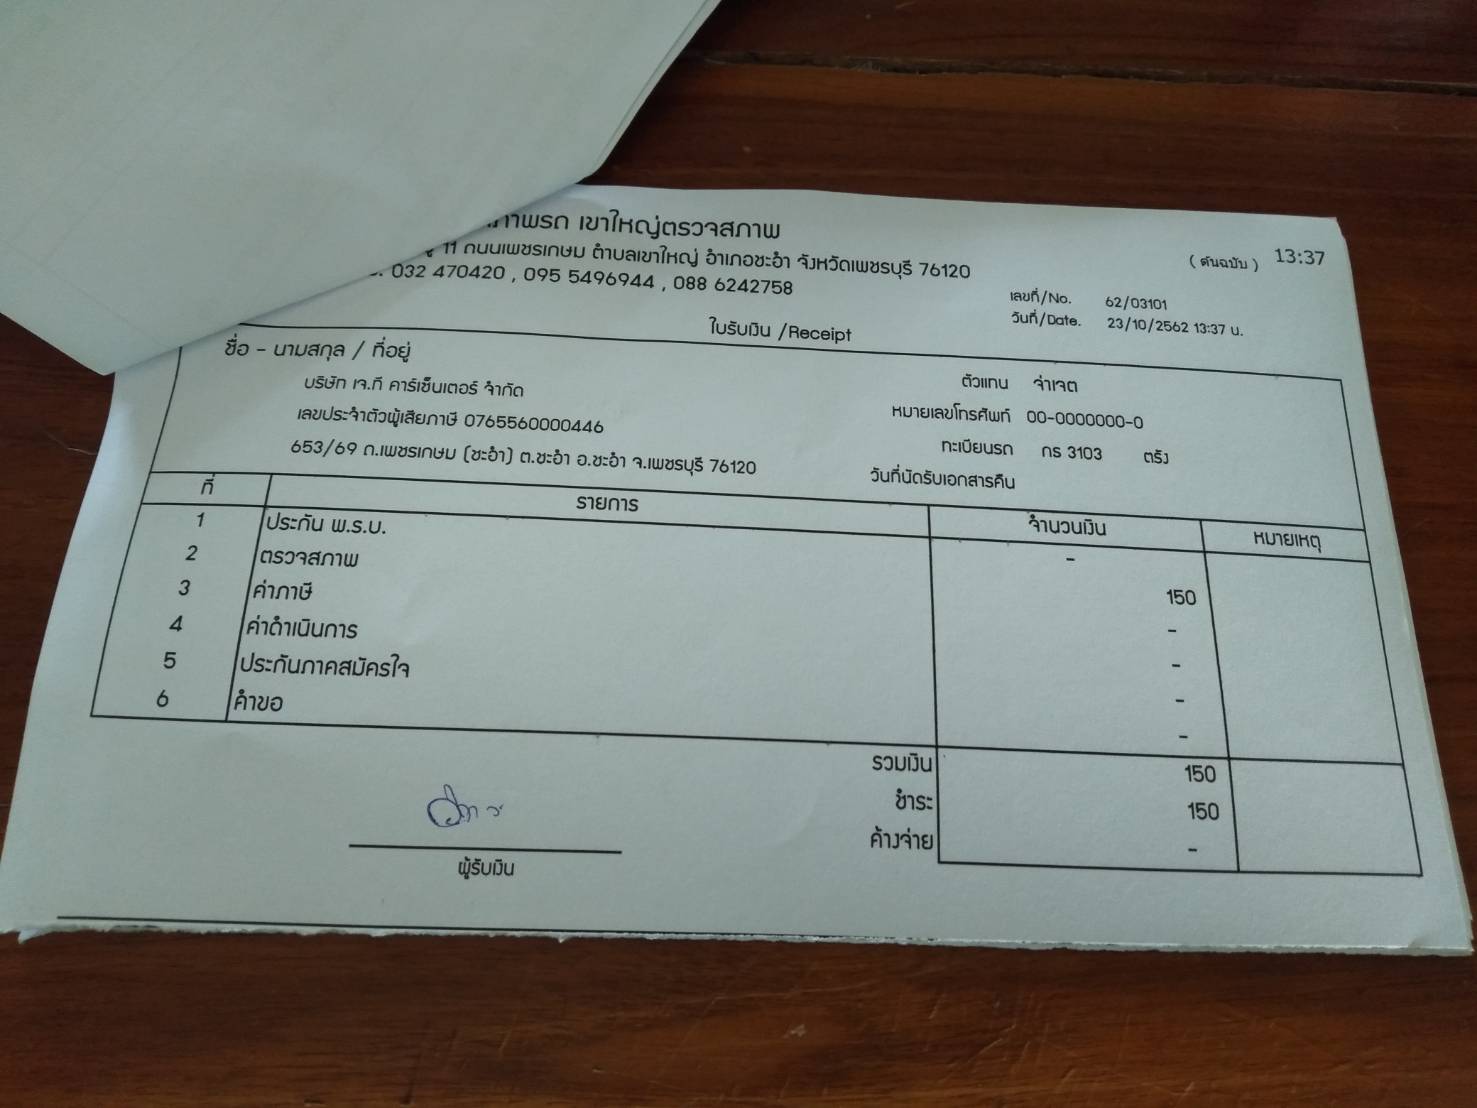 เขาใหญ่ตรวจสภาพ
11 ถนนเพชรเกษม ตำบลเขาใหญ่ อำเภอชะอำ จังหวัดเพชรบุรี 76120
032 470420 , 095 5496944 , 088 6242758
( ต้นฉบับ ) 13:37
เลขที่/No. 62/03101
วันที่/Date. 23/10/2562 13:37 น.
ใบรับเงิน /Receipt
ชื่อ - นามสกุล / ที่อยู่
บริษัท เจ.ที คาร์เซ็นเตอร์ จำกัด
เลขประจำตัวผู้เสียภาษี 0765560000446
653/69 ถ.เพชรเกษม (ชะอำ) ต.ชะอำ อ.ชะอำ จ.เพชรบุรี 76120
ตัวแทน จ่าเจต
หมายเลขโทรศัพท์ 00-0000000-0
ทะเบียนรถ กร 3103 ตรัง
วันที่นัดรับเอกสารคืน
ที่ รายการ จำนวนเงิน หมายเหตุ
1 ประกัน พ.ร.บ. -
2 ตรวจสภาพ 150
3 ค่าภาษี -
4 ค่าดำเนินการ -
5 ประกันภาคสมัครใจ -
6 คำขอ -
รวมเงิน 150
ชำระ 150
ค้างจ่าย -
ผู้รับเงิน